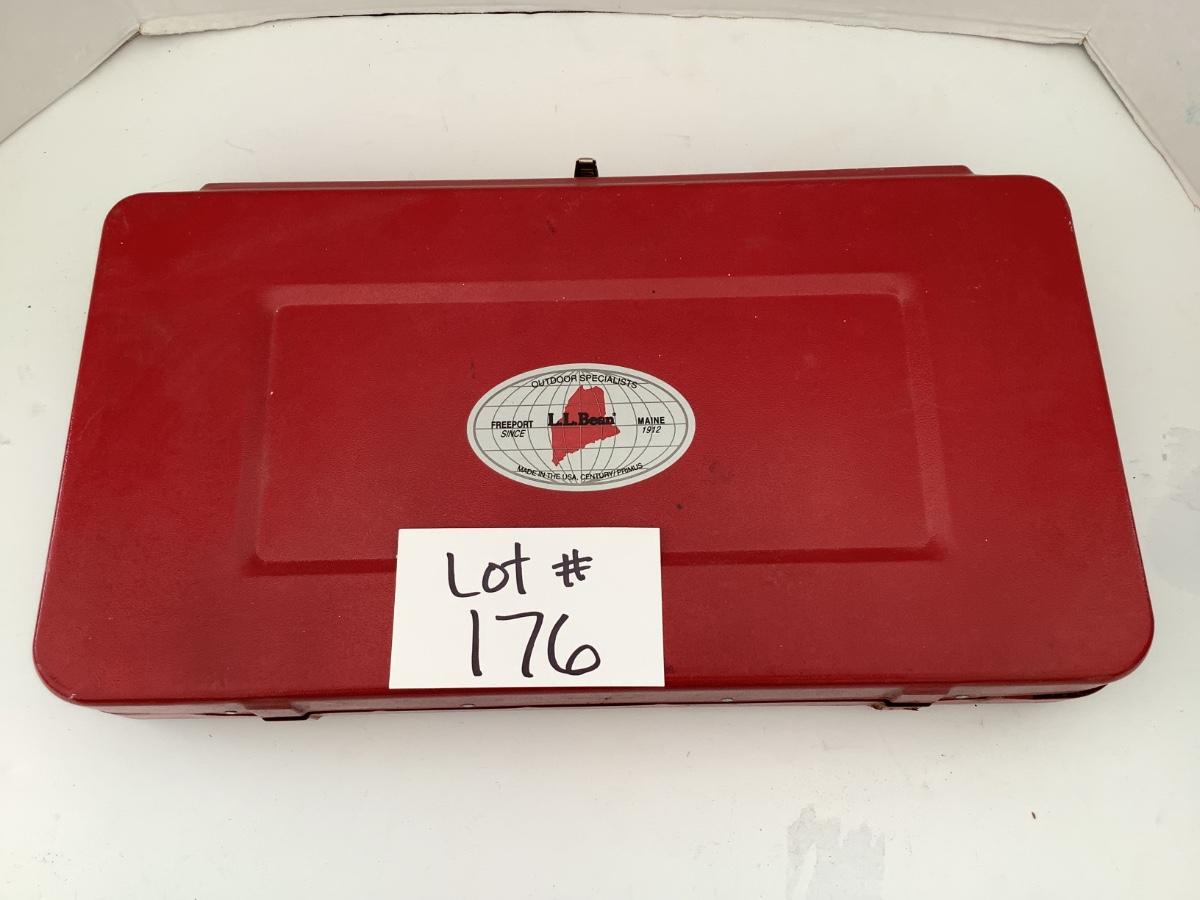 OUTDOOR SPECIALISTS
L.L.Bean®
FREEPORT MAINE
SINCE 1912
MADE IN THE USA, CENTURY/PRIMUS
Lot #
176